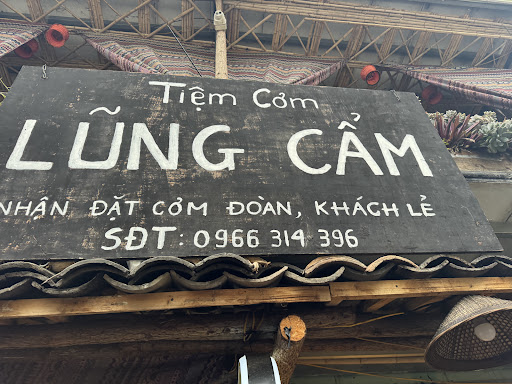 Tiệm Cơm
LŨNG CẨM
NHẬN ĐẶT CƠM ĐOÀN, KHÁCH LẺ
SĐT: 0966 314 396